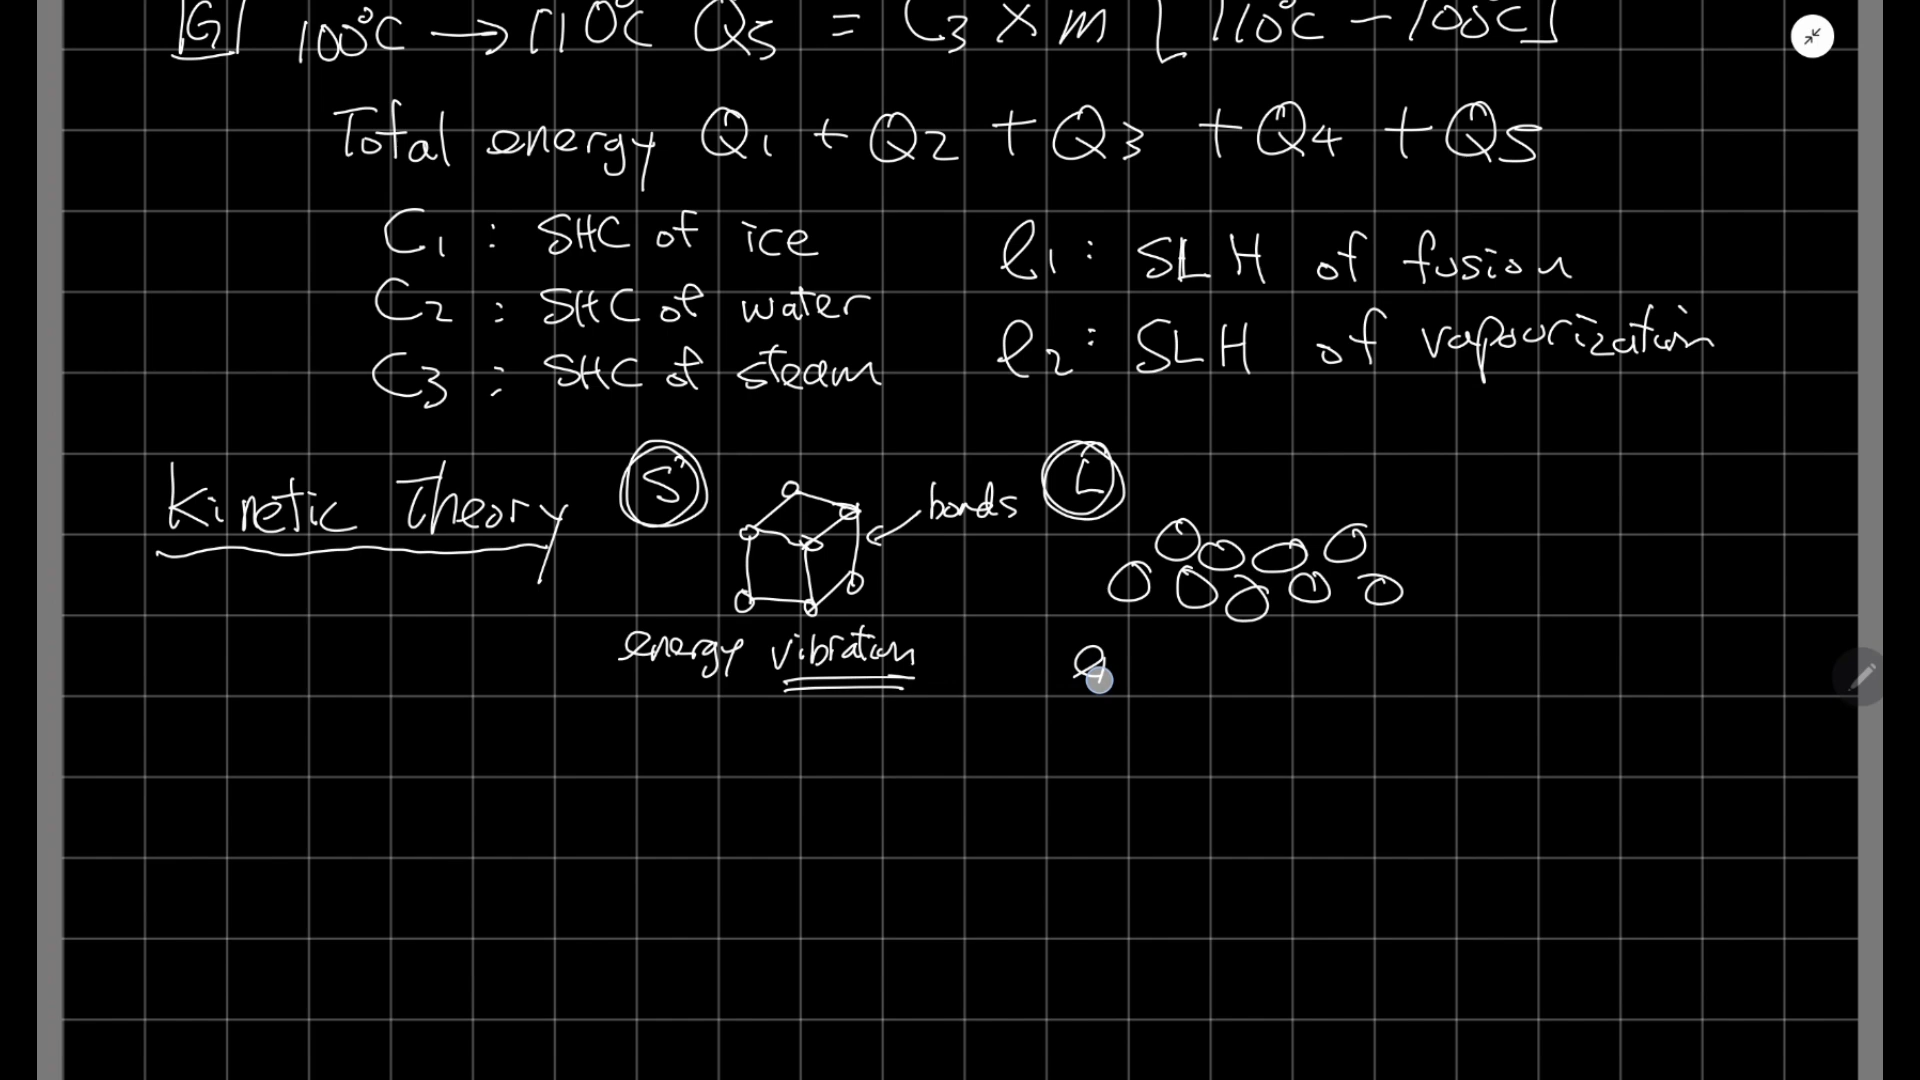 G 100°C → 110°C Q5 = C3 × m [110°C - 100°C]
Total energy Q1 + Q2 + Q3 + Q4 + Q5
C1 : SHC of ice
l1 : SLH of fusion
C2 : SHC of water
l2 : SLH of vapourization
C3 : SHC of steam
Kinetic Theory
S
bonds
L
energy vibration